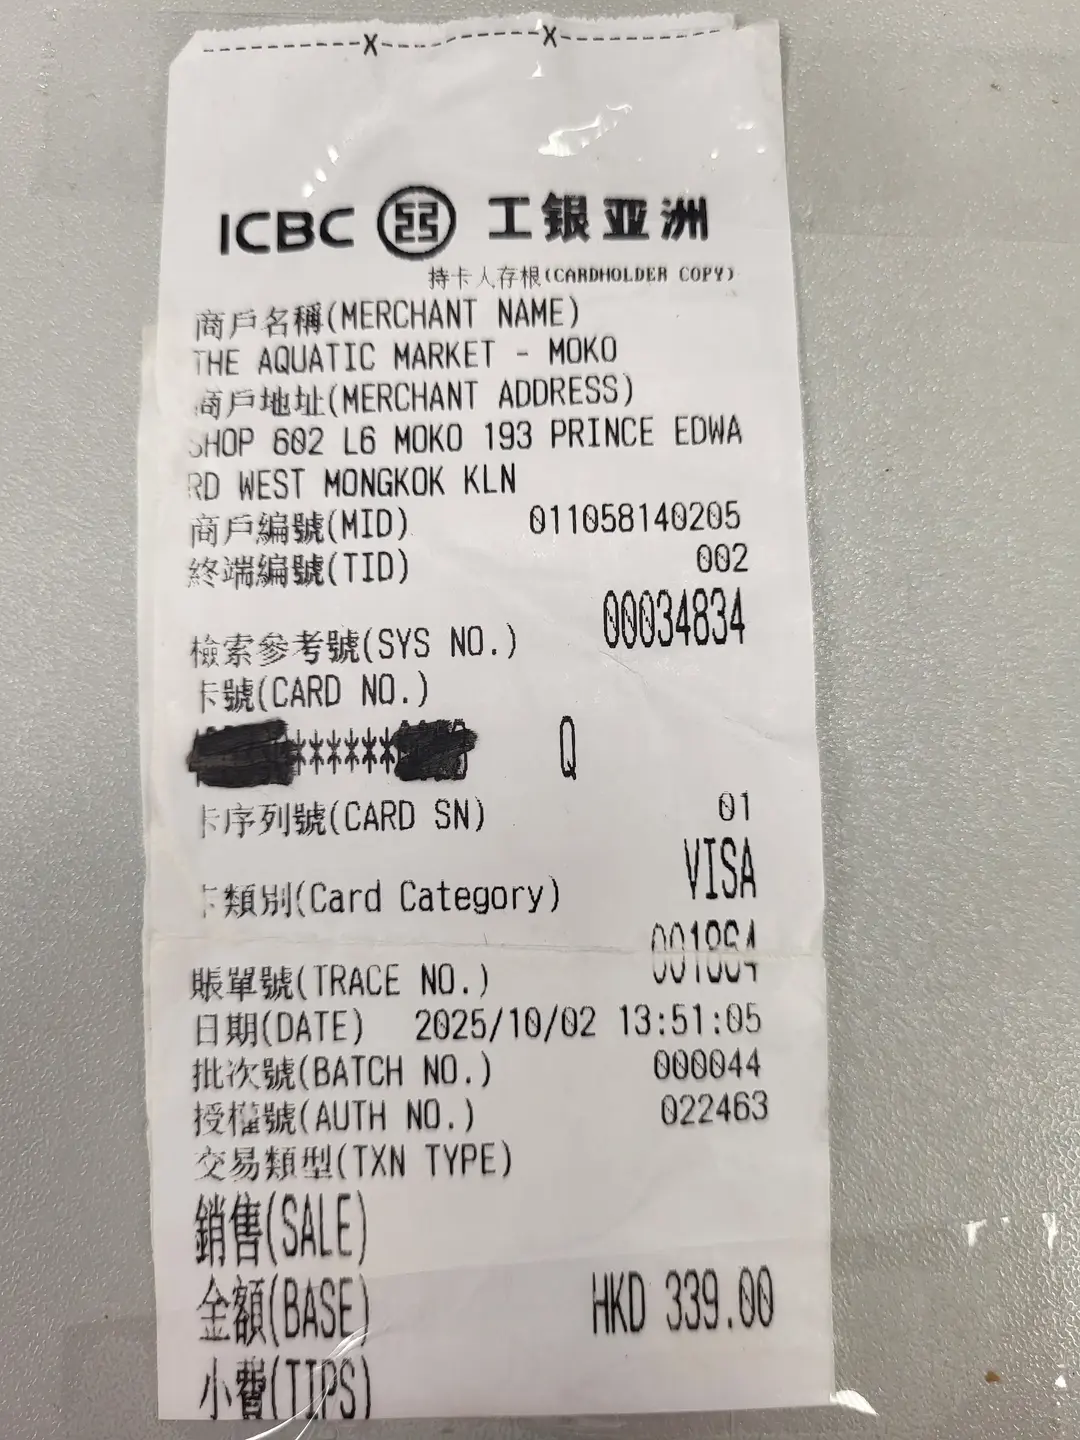 ICBC 工银亚洲
持卡人存根(CARDHOLDER COPY)
商戶名稱(MERCHANT NAME)
THE AQUATIC MARKET - MOKO
商戶地址(MERCHANT ADDRESS)
SHOP 602 L6 MOKO 193 PRINCE EDWA
RD WEST MONGKOK KLN
商戶編號(MID) 011058140205
終端編號(TID) 002
檢索參考號(SYS NO.) 00034834
卡號(CARD NO.)
****** Q
卡序列號(CARD SN) 01
卡類別(Card Category) VISA
賬單號(TRACE NO.) 001864
日期(DATE) 2025/10/02 13:51:05
批次號(BATCH NO.) 000044
授權號(AUTH NO.) 022463
交易類型(TXN TYPE)
銷售(SALE)
金額(BASE) HKD 339.00
小費(TIPS)